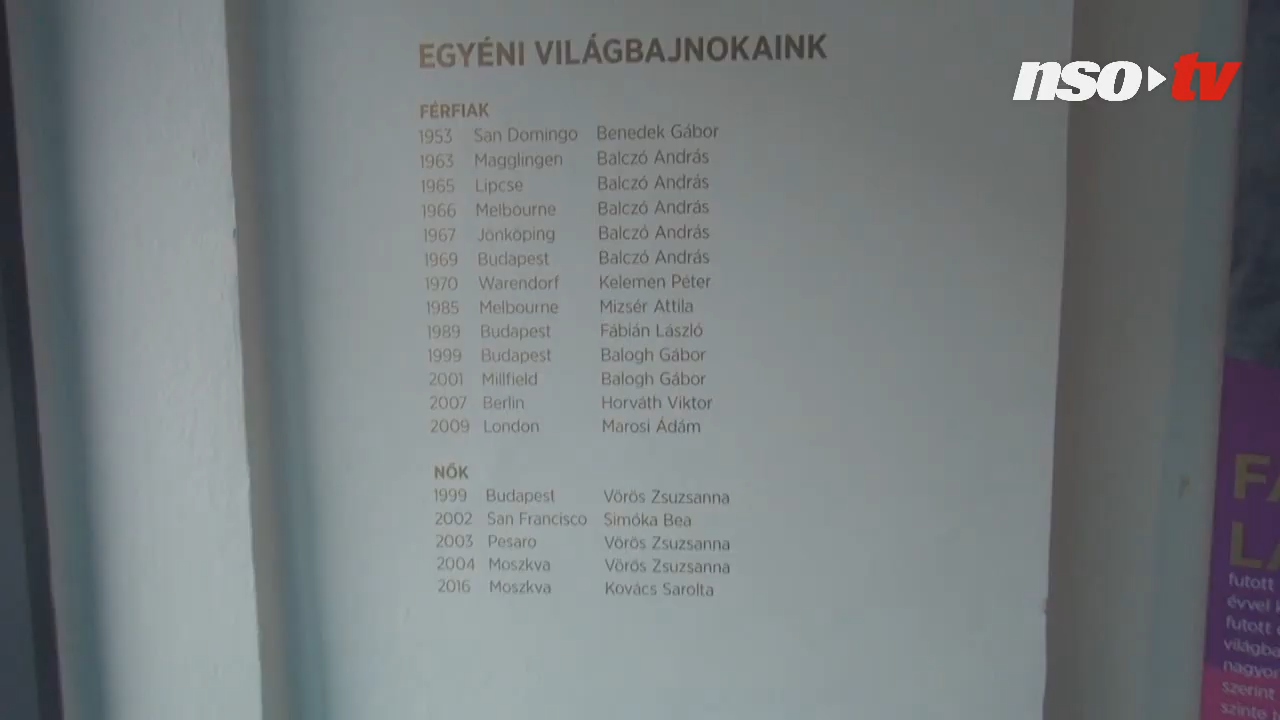 EGYÉNI VILÁGBAJNOKAINK
nso tv
FÉRFIAK
1953 San Domingo Benedek Gábor
1963 Magglingen Balczó András
1965 Lipcse Balczó András
1966 Melbourne Balczó András
1967 Jönköping Balczó András
1969 Budapest Balczó András
1970 Warendorf Kelemen Péter
1985 Melbourne Mizsér Attila
1989 Budapest Fábián László
1999 Budapest Balogh Gábor
2001 Millfield Balogh Gábor
2007 Berlin Horváth Viktor
2009 London Marosi Ádám
NŐK
1999 Budapest Vörös Zsuzsanna
2002 San Francisco Simóka Bea
2003 Pesaro Vörös Zsuzsanna
2004 Moszkva Vörös Zsuzsanna
2016 Moszkva Kovács Sarolta
futott
évvel
futott
szerint